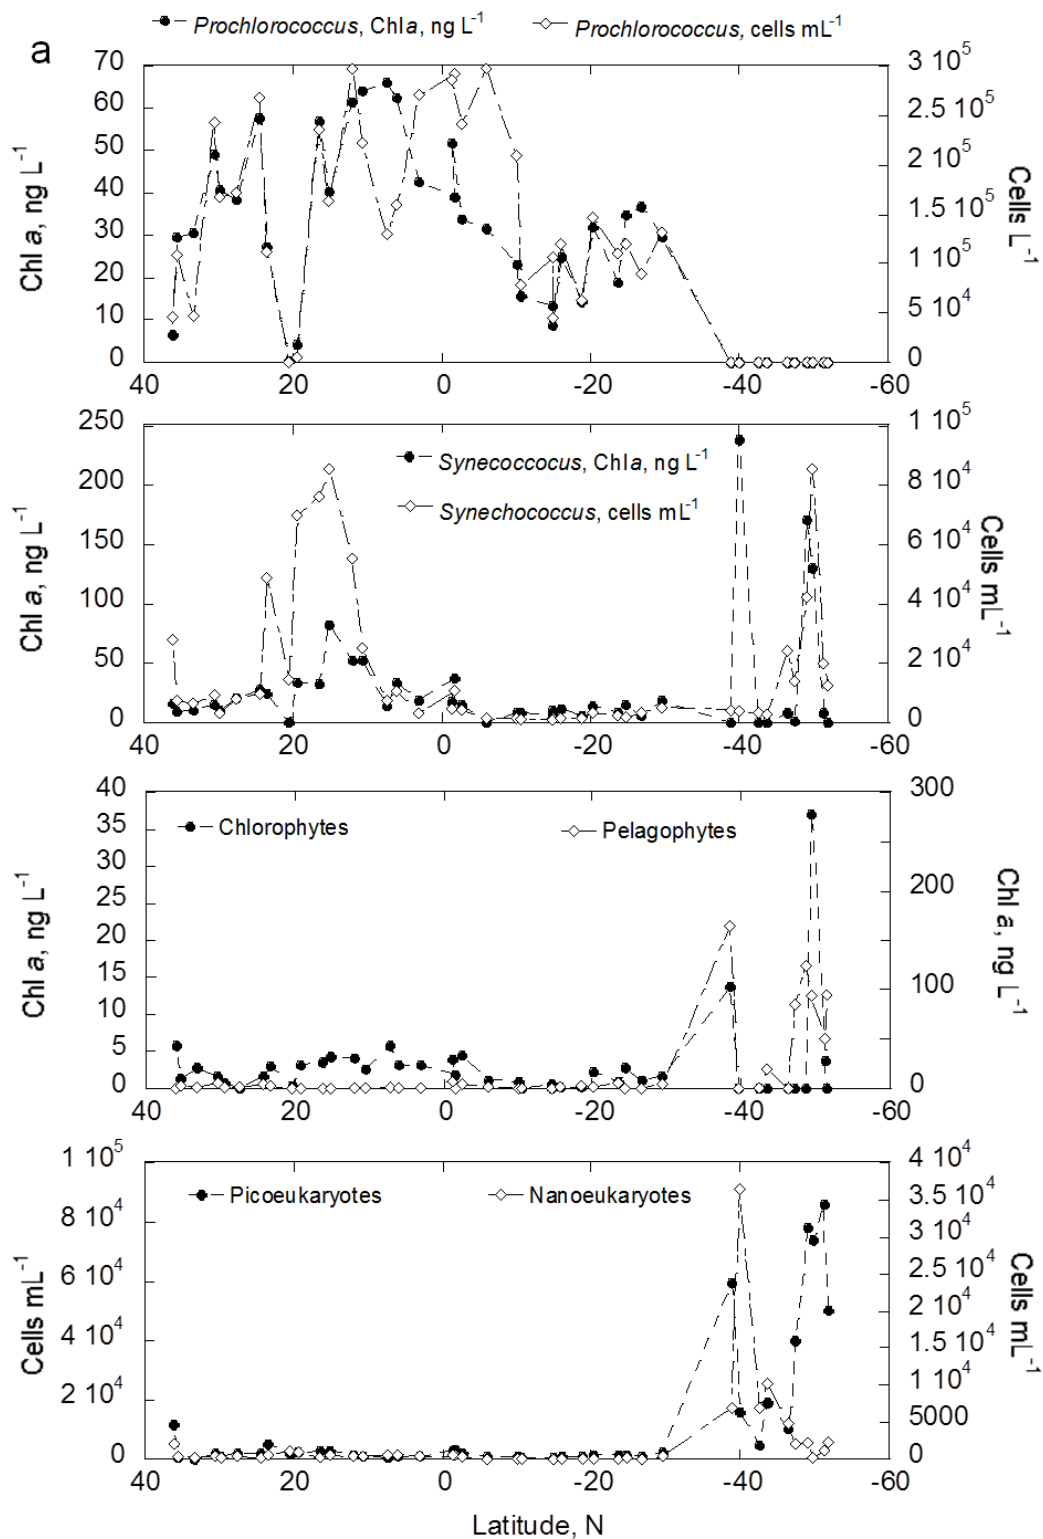 Prochlorococcus, Chla, ng L⁻¹ Prochlorococcus, cells mL⁻¹
a
70 3 10⁵
60 2.5 10⁵
50 2 10⁵
40 1.5 10⁵
30 1 10⁵
20 5 10⁴
10 0
0
Chl a, ng L⁻¹
Cells L⁻¹
40 20 0 -20 -40 -60
Synecoccocus, Chla, ng L⁻¹
Synechococcus, cells mL⁻¹
250 1 10⁵
200 8 10⁴
150 6 10⁴
100 4 10⁴
50 2 10⁴
0 0
Chl a, ng L⁻¹
Cells mL⁻¹
40 20 0 -20 -40 -60
Chlorophytes Pelagophytes
40 300
35
30 200
25
20
15 100
10
5
0 0
Chl a, ng L⁻¹
Chl a, ng L⁻¹
40 20 0 -20 -40 -60
Picoeukaryotes Nanoeukaryotes
1 10⁵ 4 10⁴
8 10⁴ 3.5 10⁴
6 10⁴ 3 10⁴
4 10⁴ 2.5 10⁴
2 10⁴ 2 10⁴
0 1.5 10⁴
1 10⁴
5000
0
Cells mL⁻¹
Cells mL⁻¹
40 20 0 -20 -40 -60
Latitude, N